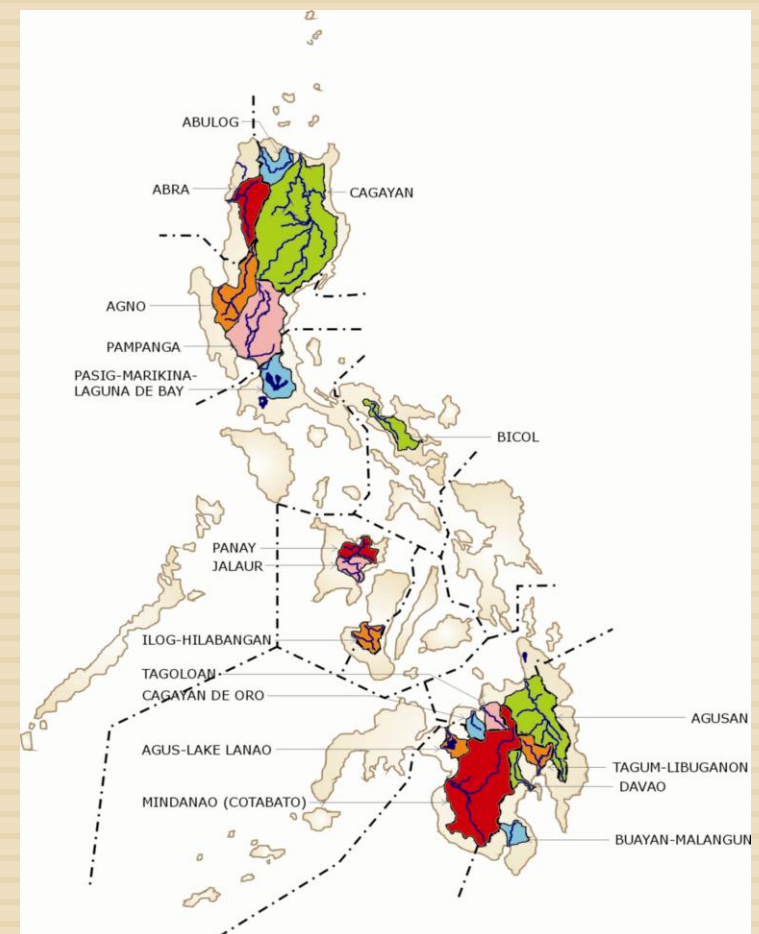 ABULOG
ABRA
CAGAYAN
AGNO
PAMPANGA
PASIG-MARIKINA-
LAGUNA DE BAY
BICOL
PANAY
JALAUR
ILOG-HILABANGAN
TAGOLOAN
CAGAYAN DE ORO
AGUSAN
AGUS-LAKE LANAO
TAGUM-LIBUGANON
DAVAO
MINDANAO (COTABATO)
BUAYAN-MALANGUN